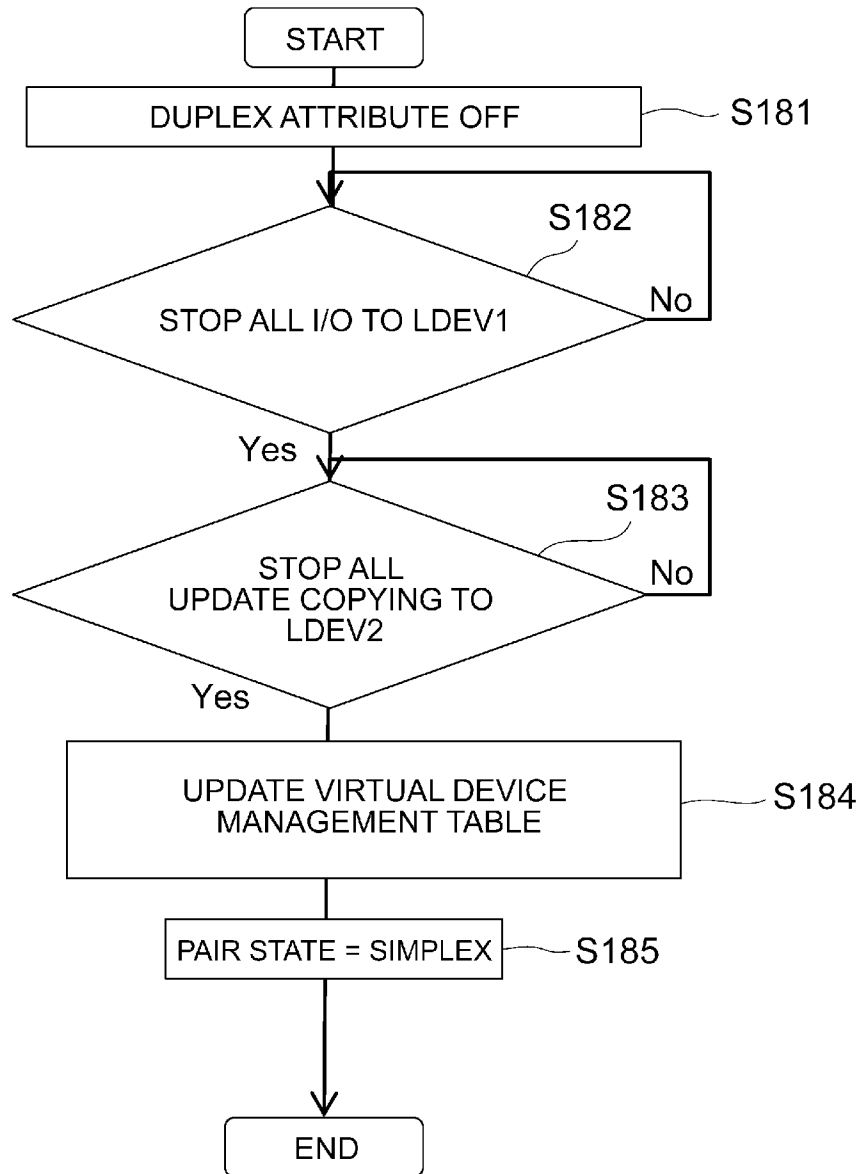 START
DUPLEX ATTRIBUTE OFF
S181
S182
STOP ALL I/O TO LDEV1
No
Yes
S183
STOP ALL
UPDATE COPYING TO
LDEV2
No
Yes
UPDATE VIRTUAL DEVICE
MANAGEMENT TABLE
S184
PAIR STATE = SIMPLEX
S185
END